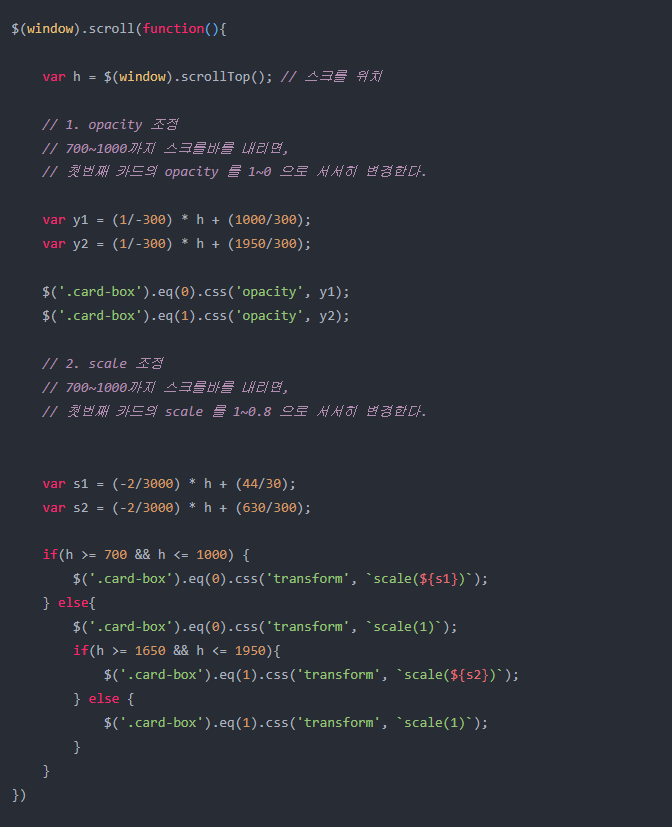 $(window).scroll(function(){
var h = $(window).scrollTop(); // 스크롤 위치
// 1. opacity 조정
// 700~1000까지 스크롤바를 내리면,
// 첫번째 카드의 opacity 를 1~0 으로 서서히 변경한다.
var y1 = (1/-300) * h + (1000/300);
var y2 = (1/-300) * h + (1950/300);
$('.card-box').eq(0).css('opacity', y1);
$('.card-box').eq(1).css('opacity', y2);
// 2. scale 조정
// 700~1000까지 스크롤바를 내리면,
// 첫번째 카드의 scale 를 1~0.8 으로 서서히 변경한다.
var s1 = (-2/3000) * h + (44/30);
var s2 = (-2/3000) * h + (630/300);
if(h >= 700 && h <= 1000) {
$('.card-box').eq(0).css('transform', `scale(${s1})`);
} else{
$('.card-box').eq(0).css('transform', `scale(1)`);
if(h >= 1650 && h <= 1950){
$('.card-box').eq(1).css('transform', `scale(${s2})`);
} else {
$('.card-box').eq(1).css('transform', `scale(1)`);
}
}
})